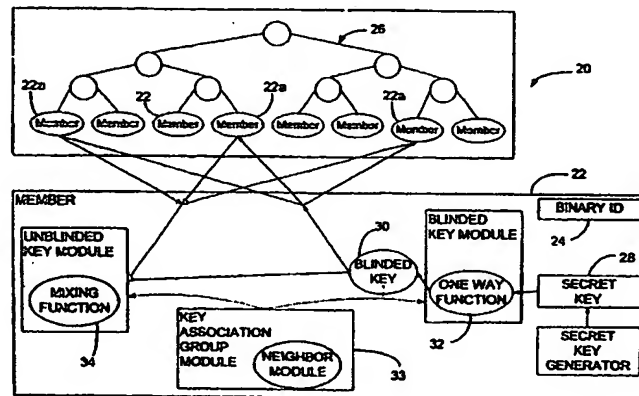 26
20
22n
22
22a
22a
Member
Member
Member
Member
Member
Member
Member
Member
22
MEMBER
BINARY ID
24
UNBLINDED
KEY MODULE
MIXING
FUNCTION
34
30
BLINDED
KEY
BLINDED
KEY MODULE
ONE WAY
FUNCTION
32
28
SECRET
KEY
SECRET
KEY
GENERATOR
KEY
ASSOCIATION
GROUP
MODULE
NEIGHBOR
MODULE
33